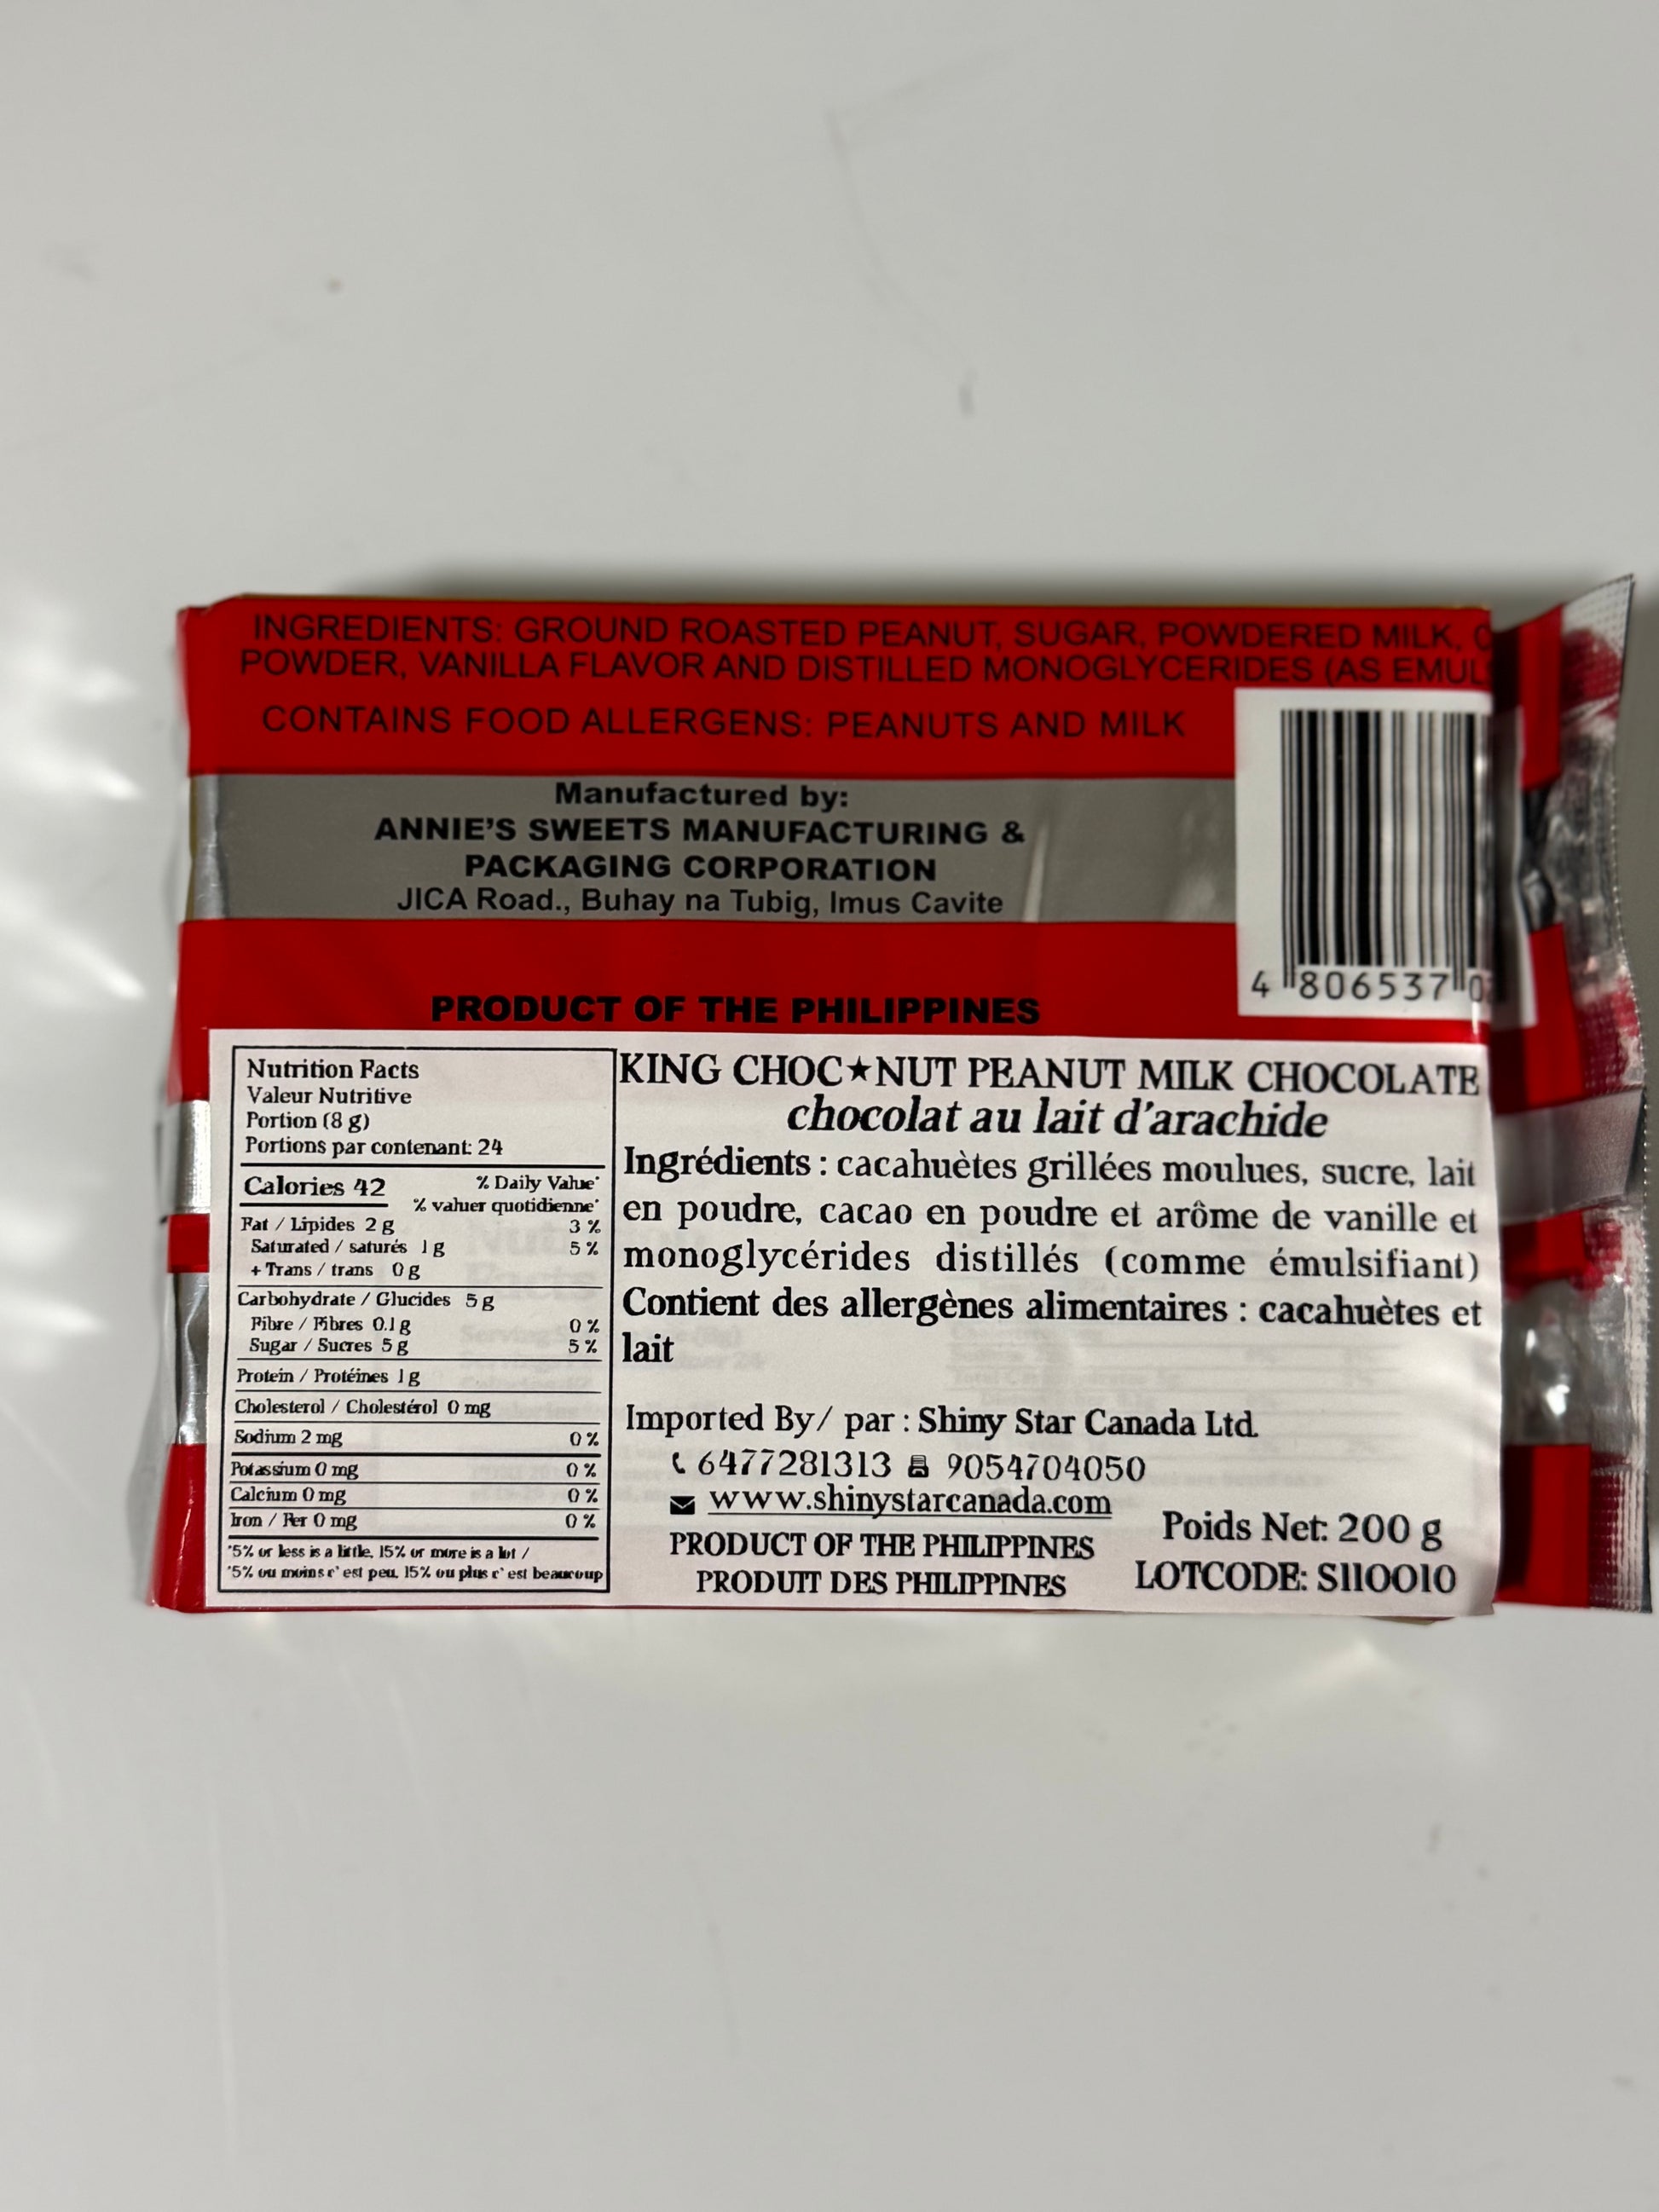 INGREDIENTS: GROUND ROASTED PEANUT, SUGAR, POWDERED MILK,
POWDER, VANILLA FLAVOR AND DISTILLED MONOGLYCERIDES (AS EMUL
CONTAINS FOOD ALLERGENS: PEANUTS AND MILK
Manufactured by:
ANNIE'S SWEETS MANUFACTURING &
PACKAGING CORPORATION
JICA Road., Buhay na Tubig, Imus Cavite
4 806537 0
PRODUCT OF THE PHILIPPINES
Nutrition Facts
Valeur Nutritive
Portion (8 g)
Portions par contenant: 24
Calories 42 % Daily Value*
% valuer quotidienne*
Fat / Lipides 2 g 3 %
Saturated / saturés 1 g 5 %
+ Trans / trans 0 g
Carbohydrate / Glucides 5 g
Fibre / Fibres 0.1 g 0 %
Sugar / Sucres 5 g 5 %
Protein / Protéines 1 g
Cholesterol / Cholestérol 0 mg
Sodium 2 mg 0 %
Potassium 0 mg 0 %
Calcium 0 mg 0 %
Iron / Fer 0 mg 0 %
*5% or less is a little, 15% or more is a lot /
*5% ou moins c' est peu, 15% ou plus c' est beaucoup
KING CHOC★NUT PEANUT MILK CHOCOLATE
chocolat au lait d'arachide
Ingrédients : cacahuètes grillées moulues, sucre, lait
en poudre, cacao en poudre et arôme de vanille et
monoglycérides distillés (comme émulsifiant)
Contient des allergènes alimentaires : cacahuètes et
lait
Imported By/ par : Shiny Star Canada Ltd.
6477281313 9054704050
www.shinystarcanada.com
PRODUCT OF THE PHILIPPINES
PRODUIT DES PHILIPPINES
Poids Net: 200 g
LOTCODE: S110010